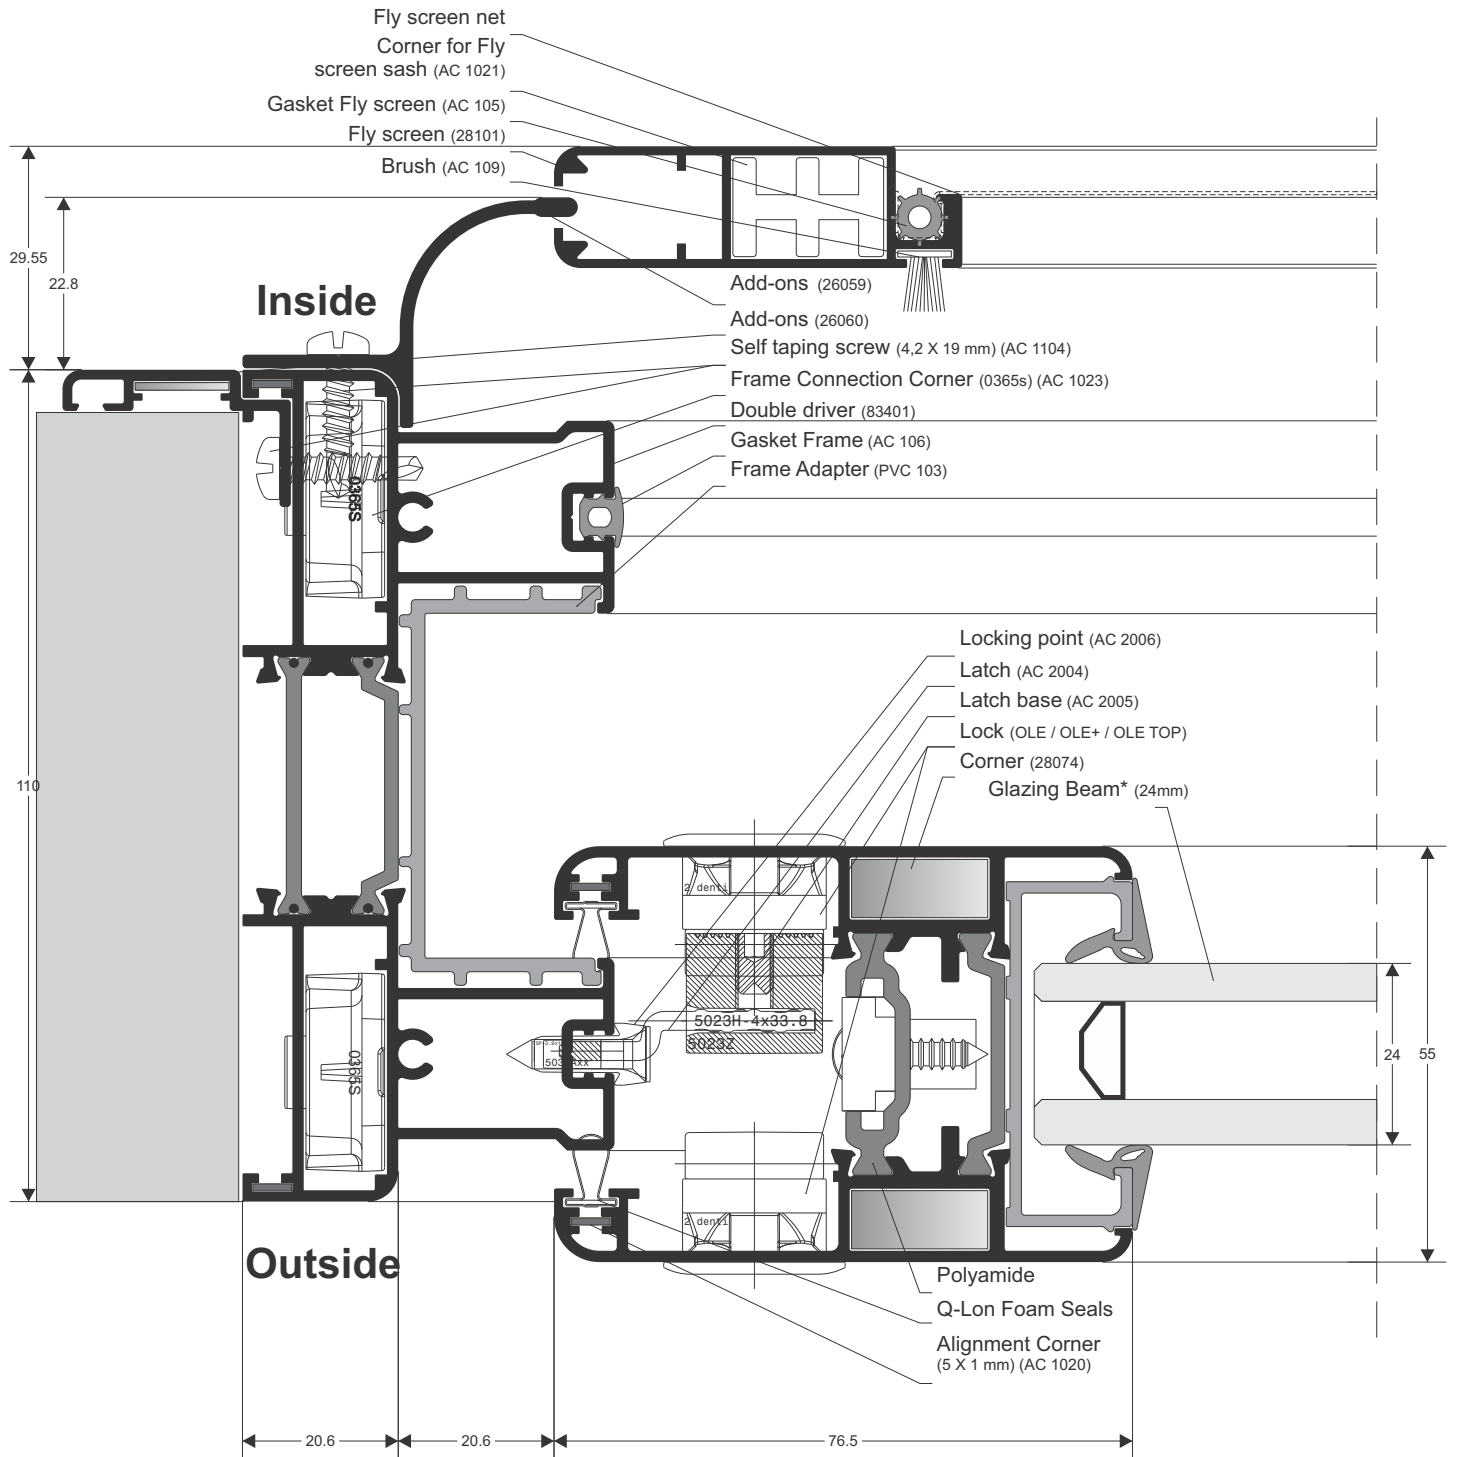 Fly screen net
Corner for Fly
screen sash (AC 1021)
Gasket Fly screen (AC 105)
Fly screen (28101)
Brush (AC 109)
29.55
22.8
Inside
Add-ons (26059)
Add-ons (26060)
Self taping screw (4,2 X 19 mm) (AC 1104)
Frame Connection Corner (0365s) (AC 1023)
Double driver (83401)
Gasket Frame (AC 106)
Frame Adapter (PVC 103)
0365S
Locking point (AC 2006)
Latch (AC 2004)
Latch base (AC 2005)
Lock (OLE / OLE+ / OLE TOP)
Corner (28074)
Glazing Beam* (24mm)
110
2 denti
5023H-4x33.8
5023Z
0365S
24
55
2 denti
Outside
Polyamide
Q-Lon Foam Seals
Alignment Corner
(5 X 1 mm) (AC 1020)
20.6
20.6
76.5